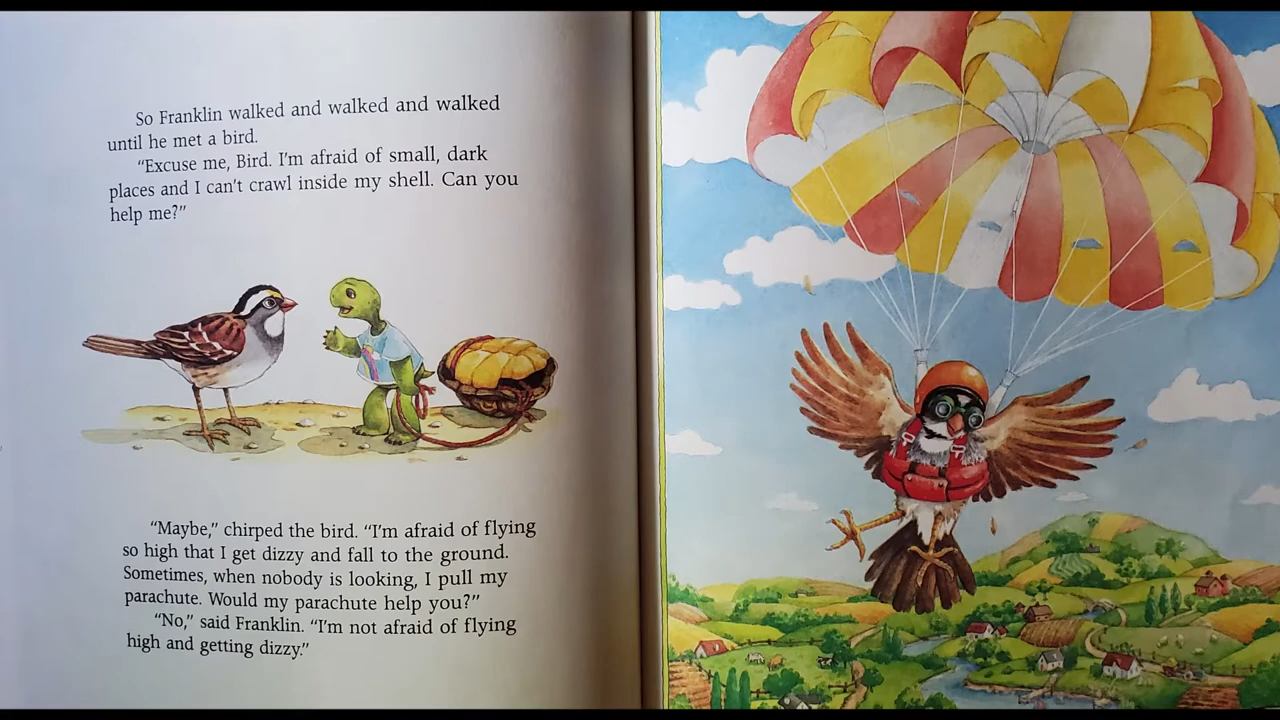 So Franklin walked and walked and walked
until he met a bird.
“Excuse me, Bird. I'm afraid of small, dark
places and I can't crawl inside my shell. Can you
help me?”
“Maybe,” chirped the bird. “I'm afraid of flying
so high that I get dizzy and fall to the ground.
Sometimes, when nobody is looking, I pull my
parachute. Would my parachute help you?”
“No,” said Franklin. “I'm not afraid of flying
high and getting dizzy.”